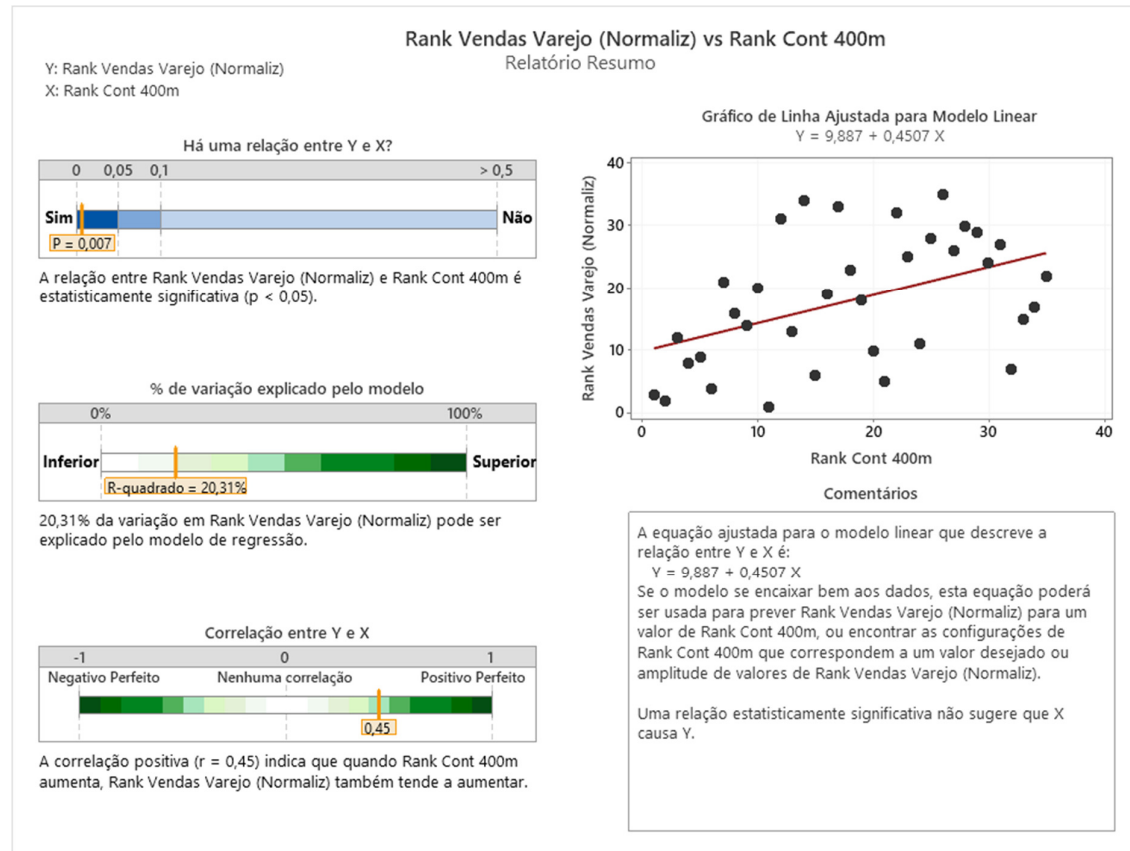 Rank Vendas Varejo (Normaliz) vs Rank Cont 400m
Relatório Resumo
Y: Rank Vendas Varejo (Normaliz)
X: Rank Cont 400m
Há uma relação entre Y e X?
0 0,05 0,1 > 0,5
Sim Não
P = 0,007
A relação entre Rank Vendas Varejo (Normaliz) e Rank Cont 400m é
estatisticamente significativa (p < 0,05).
% de variação explicado pelo modelo
0% 100%
Inferior Superior
R-quadrado = 20,31%
20,31% da variação em Rank Vendas Varejo (Normaliz) pode ser
explicado pelo modelo de regressão.
Correlação entre Y e X
-1 0 1
Negativo Perfeito Nenhuma correlação Positivo Perfeito
0,45
A correlação positiva (r = 0,45) indica que quando Rank Cont 400m
aumenta, Rank Vendas Varejo (Normaliz) também tende a aumentar.
Gráfico de Linha Ajustada para Modelo Linear
Y = 9,887 + 0,4507 X
Rank Vendas Varejo (Normaliz)
40
30
20
10
0
0 10 20 30 40
Rank Cont 400m
Comentários
A equação ajustada para o modelo linear que descreve a
relação entre Y e X é:
Y = 9,887 + 0,4507 X
Se o modelo se encaixar bem aos dados, esta equação poderá
ser usada para prever Rank Vendas Varejo (Normaliz) para um
valor de Rank Cont 400m, ou encontrar as configurações de
Rank Cont 400m que correspondem a um valor desejado ou
amplitude de valores de Rank Vendas Varejo (Normaliz).
Uma relação estatisticamente significativa não sugere que X
causa Y.